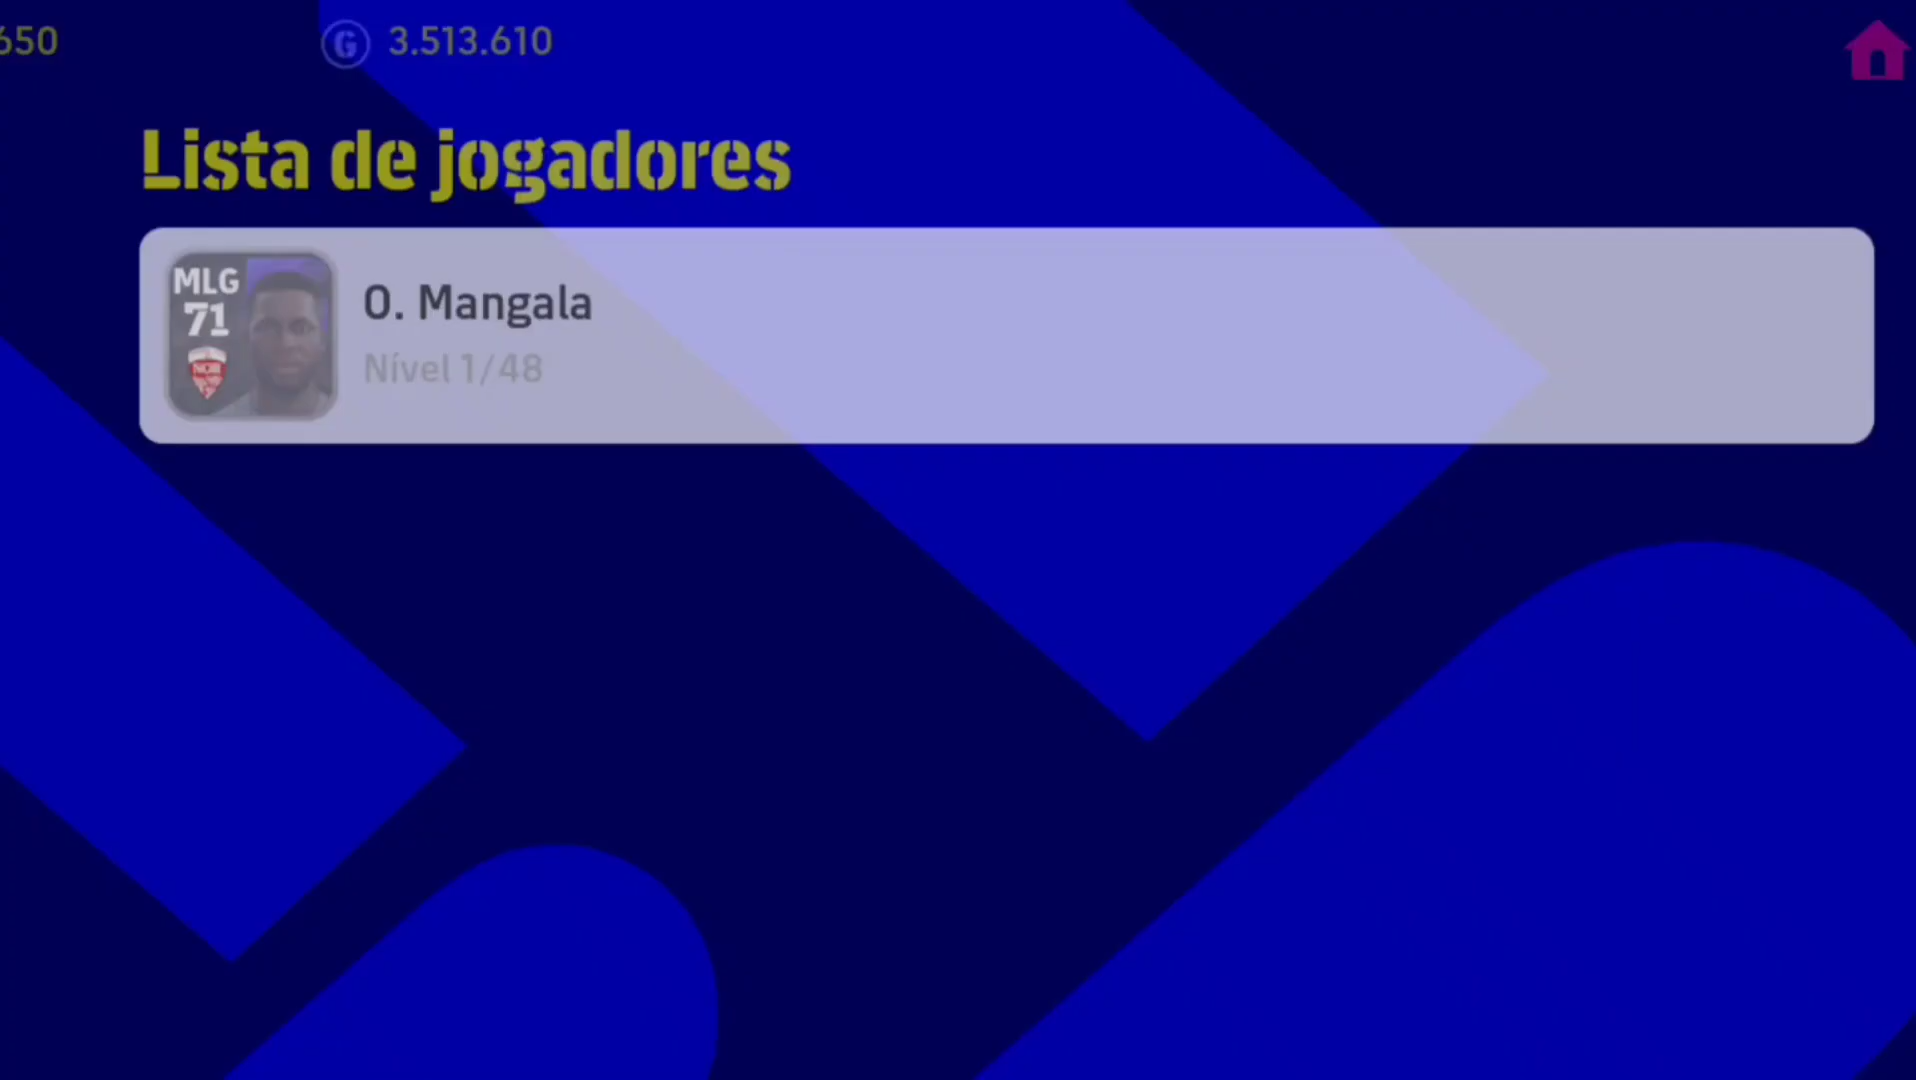 650
G 3.513.610
Lista de jogadores
MLG
71
O. Mangala
Nível 1/48